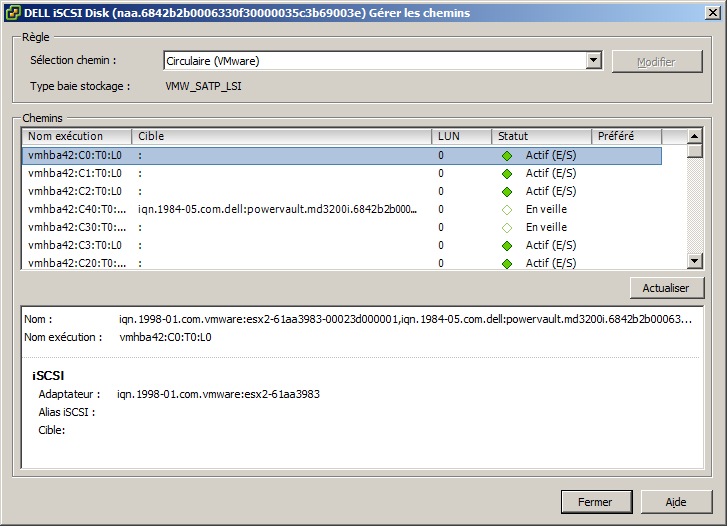 DELL iSCSI Disk (naa.6842b2b0006330f30000035c3b69003e) Gérer les chemins
Règle
Sélection chemin : Circulaire (VMware) Modifier
Type baie stockage : VMW_SATP_LSI
Chemins
Nom exécution Cible LUN Statut Préféré
vmhba42:C0:T0:L0 : 0 Actif (E/S)
vmhba42:C1:T0:L0 : 0 Actif (E/S)
vmhba42:C2:T0:L0 : 0 Actif (E/S)
vmhba42:C40:T0:... iqn.1984-05.com.dell:powervault.md3200i.6842b2b000... 0 En veille
vmhba42:C30:T0:... : 0 En veille
vmhba42:C3:T0:L0 : 0 Actif (E/S)
vmhba42:C20:T0:... : 0 Actif (E/S)
Actualiser
Nom : iqn.1998-01.com.vmware:esx2-61aa3983-00023d000001,iqn.1984-05.com.dell:powervault.md3200i.6842b2b00063...
Nom exécution : vmhba42:C0:T0:L0
iSCSI
Adaptateur : iqn.1998-01.com.vmware:esx2-61aa3983
Alias iSCSI :
Cible:
Fermer Aide